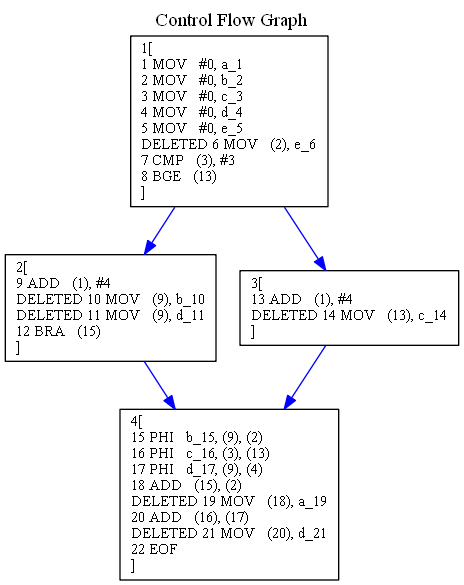 Control Flow Graph
1[
1 MOV #0, a_1
2 MOV #0, b_2
3 MOV #0, c_3
4 MOV #0, d_4
5 MOV #0, e_5
DELETED 6 MOV (2), e_6
7 CMP (3), #3
8 BGE (13)
]
2[
9 ADD (1), #4
DELETED 10 MOV (9), b_10
DELETED 11 MOV (9), d_11
12 BRA (15)
]
3[
13 ADD (1), #4
DELETED 14 MOV (13), c_14
]
4[
15 PHI b_15, (9), (2)
16 PHI c_16, (3), (13)
17 PHI d_17, (9), (4)
18 ADD (15), (2)
DELETED 19 MOV (18), a_19
20 ADD (16), (17)
DELETED 21 MOV (20), d_21
22 EOF
]